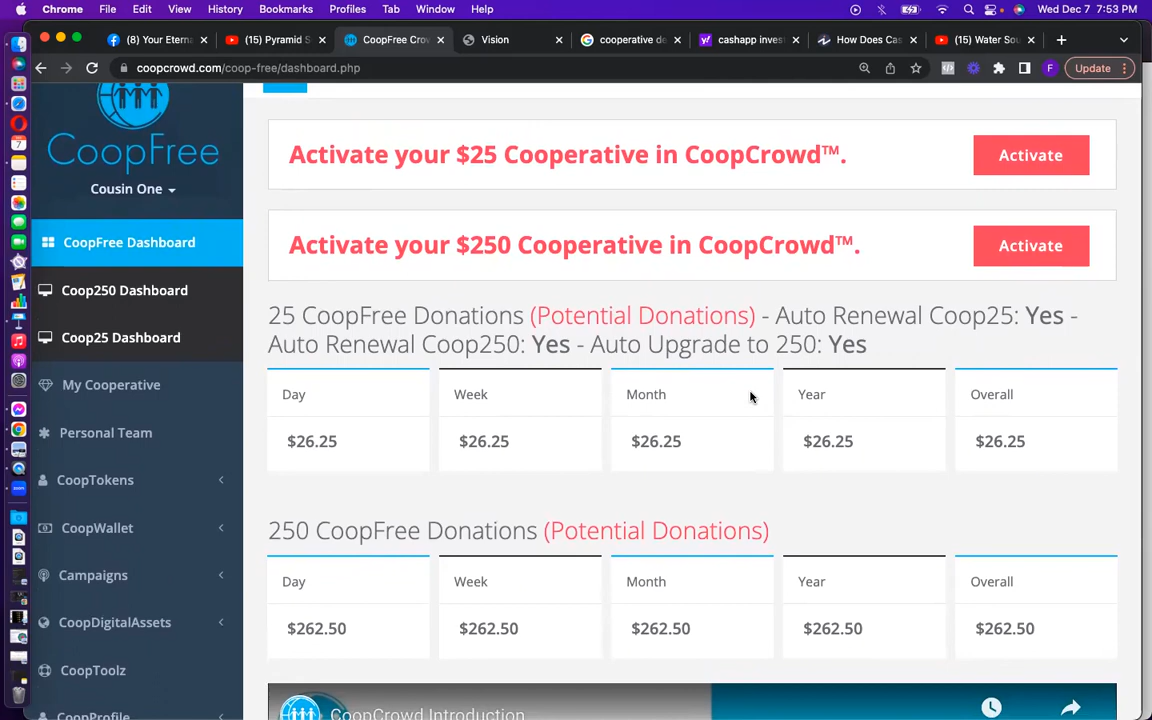 Chrome File Edit View History Bookmarks Profiles Tab Window Help Wed Dec 7 7:53 PM
(8) Your Eterna (15) Pyramid S CoopFree Crow Vision cooperative de cashapp invest How Does Cas (15) Water Sou
coopcrowd.com/coop-free/dashboard.php F Update
CoopFree
Cousin One
CoopFree Dashboard
Coop250 Dashboard
Coop25 Dashboard
My Cooperative
Personal Team
CoopTokens
CoopWallet
Campaigns
CoopDigitalAssets
CoopToolz
CoopProfile
Activate your $25 Cooperative in CoopCrowd™. Activate
Activate your $250 Cooperative in CoopCrowd™. Activate
25 CoopFree Donations (Potential Donations) - Auto Renewal Coop25: Yes -
Auto Renewal Coop250: Yes - Auto Upgrade to 250: Yes
Day Week Month Year Overall
$26.25 $26.25 $26.25 $26.25 $26.25
250 CoopFree Donations (Potential Donations)
Day Week Month Year Overall
$262.50 $262.50 $262.50 $262.50 $262.50
CoopCrowd Introduction